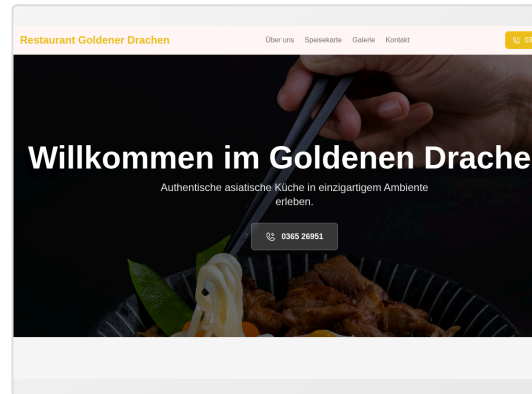 Restaurant Goldener Drachen
Über uns Speisekarte Galerie Kontakt
Willkommen im Goldenen Drache
Authentische asiatische Küche in einzigartigem Ambiente
erleben.
0365 26951